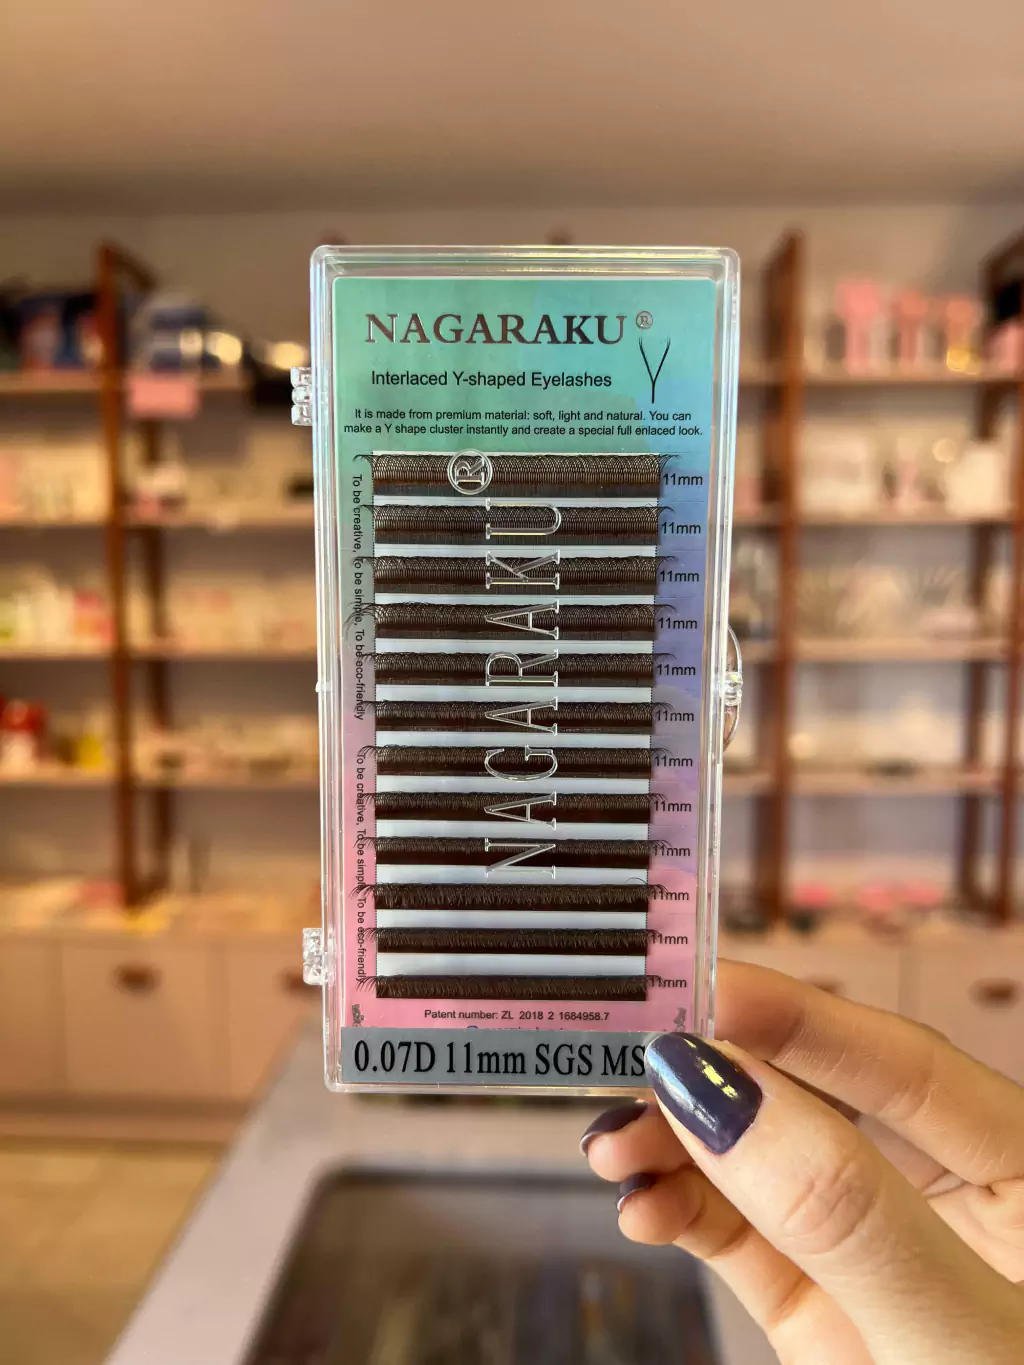 NAGARAKU®
Interlaced Y-shaped Eyelashes
It is made from premium material: soft, light and natural. You can
make a Y shape cluster instantly and create a special full enlaced look.
To be creative, To be simple, To be eco-friendly
To be creative, To be simple, To be eco-friendly
NAGARAKU®
11mm
11mm
11mm
11mm
11mm
11mm
11mm
11mm
11mm
11mm
11mm
11mm
Patent number: ZL 2018 2 1684958.7
0.07D 11mm SGS MS